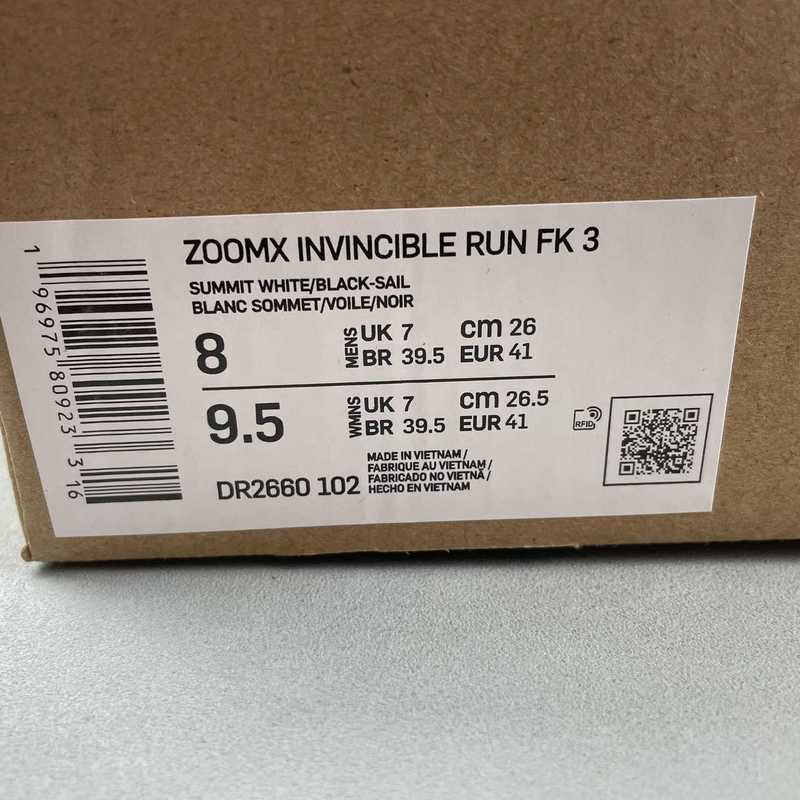 ZOOMX INVINCIBLE RUN FK 3
SUMMIT WHITE/BLACK-SAIL
BLANC SOMMET/VOILE/NOIR
8 MENS UK 7 cm 26
BR 39.5 EUR 41
9.5 WMNS UK 7 cm 26.5
BR 39.5 EUR 41
RFID
DR2660 102
MADE IN VIETNAM /
FABRIQUE AU VIETNAM /
FABRICADO NO VIETNÃ /
HECHO EN VIETNAM
1 96975 80923 3 16